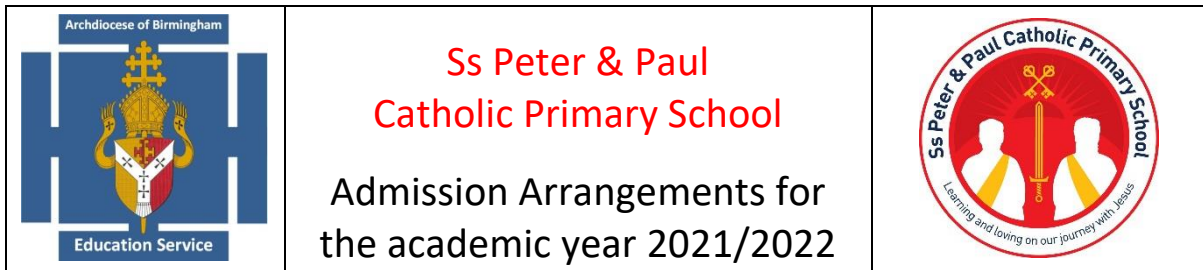 Archdiocese of Birmingham
Education Service
Ss Peter & Paul
Catholic Primary School
Admission Arrangements for
the academic year 2021/2022
Ss Peter & Paul Catholic Primary School
Learning and loving on our journey with Jesus